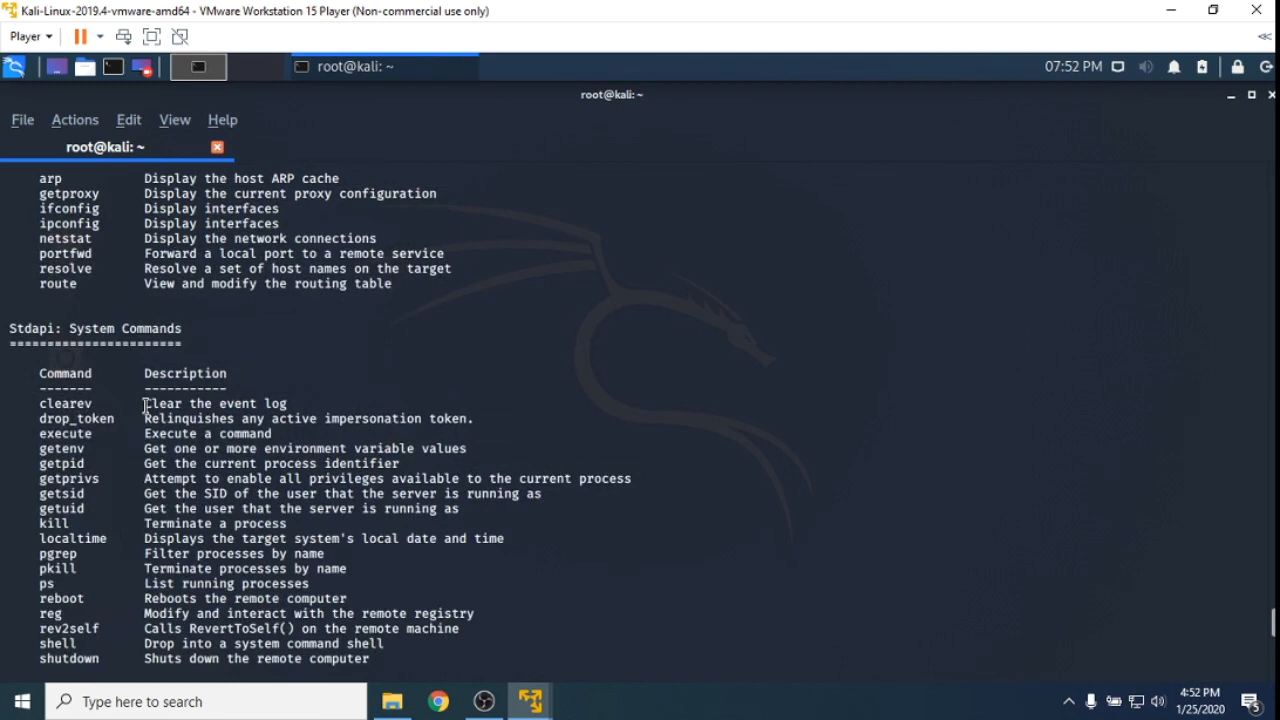 Kali-Linux-2019.4-vmware-amd64 - VMware Workstation 15 Player (Non-commercial use only)
Player
root@kali: ~
07:52 PM
root@kali: ~
File Actions Edit View Help
root@kali: ~
arp Display the host ARP cache
getproxy Display the current proxy configuration
ifconfig Display interfaces
ipconfig Display interfaces
netstat Display the network connections
portfwd Forward a local port to a remote service
resolve Resolve a set of host names on the target
route View and modify the routing table
Stdapi: System Commands
=======================
Command Description
------- -----------
clearev Clear the event log
drop_token Relinquishes any active impersonation token.
execute Execute a command
getenv Get one or more environment variable values
getpid Get the current process identifier
getprivs Attempt to enable all privileges available to the current process
getsid Get the SID of the user that the server is running as
getuid Get the user that the server is running as
kill Terminate a process
localtime Displays the target system's local date and time
pgrep Filter processes by name
pkill Terminate processes by name
ps List running processes
reboot Reboots the remote computer
reg Modify and interact with the remote registry
rev2self Calls RevertToSelf() on the remote machine
shell Drop into a system command shell
shutdown Shuts down the remote computer
Type here to search
4:52 PM
1/25/2020
5